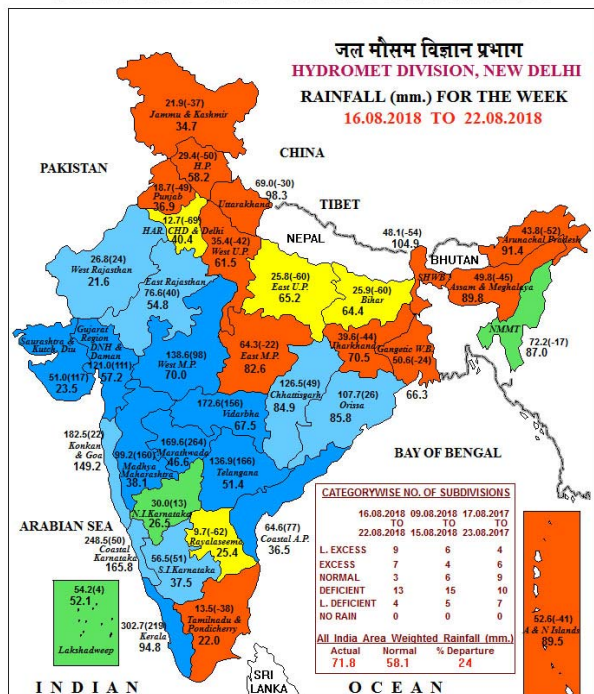 जल मौसम विज्ञान प्रभाग
HYDROMET DIVISION, NEW DELHI
RAINFALL (mm.) FOR THE WEEK
16.08.2018 TO 22.08.2018
21.9(-37)
Jammu & Kashmir
34.7
CHINA
PAKISTAN
29.4(-50)
H.P.
58.2
18.7(-49)
Punjab
36.9
69.0(-30)
Uttarakhand
98.3
TIBET
12.7(-69)
HAR. CHD & Delhi
40.4
NEPAL
35.4(-42)
West U.P.
61.5
48.1(-54)
104.9
SHWB
BHUTAN
43.8(-52)
Arunachal Pradesh
91.4
26.8(24)
West Rajasthan
21.6
East Rajasthan
76.6(40)
54.8
25.8(-60)
East U.P.
65.2
25.9(-60)
Bihar
64.4
49.8(-45)
Assam & Meghalaya
89.8
NMMT
72.2(-17)
87.0
Saurashtra &
Kutch, Diu
51.0(117)
23.5
Gujarat
Region
DNH &
Daman
121.0(111)
57.2
138.6(98)
West M.P.
70.0
64.3(-22)
East M.P.
82.6
39.6(-44)
Jharkhand
70.5
Gangetic W.B.
50.6(-24)
66.3
126.5(49)
Chhattisgarh
84.9
107.7(26)
Orissa
85.8
172.6(156)
Vidarbha
67.5
182.5(22)
Konkan
& Goa
149.2
99.2(160)
Madhya
Maharashtra
38.1
169.6(264)
Marathwada
46.6
136.9(166)
Telangana
51.4
BAY OF BENGAL
30.0(13)
N.I.Karnataka
26.5
ARABIAN SEA
248.5(50)
Coastal
Karnataka
165.8
9.7(-62)
Rayalaseema
25.4
64.6(77)
Coastal A.P.
36.5
56.5(51)
S.I.Karnataka
37.5
54.2(4)
52.1
Lakshadweep
302.7(219)
Kerala
94.8
13.5(-38)
Tamilnadu &
Pondicherry
22.0
CATEGORYWISE NO. OF SUBDIVISIONS
16.08.2018 09.08.2018 17.08.2017
TO TO TO
22.08.2018 15.08.2018 23.08.2017
L. EXCESS 9 6 4
EXCESS 7 4 6
NORMAL 3 6 9
DEFICIENT 13 15 10
L. DEFICIENT 4 5 7
NO RAIN 0 0 0
All India Area Weighted Rainfall (mm.)
Actual Normal % Departure
71.8 58.1 24
52.6(-41)
A & N Islands
89.5
SRI
LANKA
INDIAN OCEAN